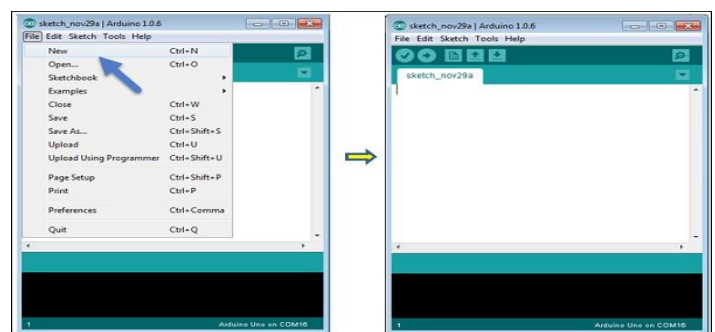 sketch_nov29a | Arduino 1.0.6
File Edit Sketch Tools Help
New Ctrl+N
Open... Ctrl+O
Sketchbook
Examples
Close Ctrl+W
Save Ctrl+S
Save As... Ctrl+Shift+S
Upload Ctrl+U
Upload Using Programmer Ctrl+Shift+U
Page Setup Ctrl+Shift+P
Print Ctrl+P
Preferences Ctrl+Comma
Quit Ctrl+Q
1 Arduino Uno on COM16
sketch_nov29a | Arduino 1.0.6
File Edit Sketch Tools Help
sketch_nov29a
1 Arduino Uno on COM16